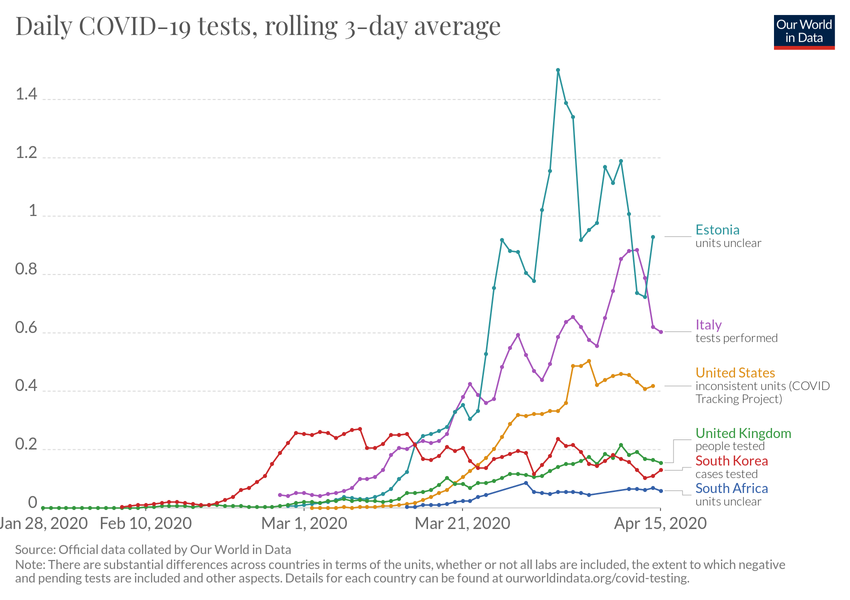 Daily COVID-19 tests, rolling 3-day average
Our World
in Data
1.4
1.2
1
0.8
0.6
0.4
0.2
0
Jan 28, 2020
Feb 10, 2020
Mar 1, 2020
Mar 21, 2020
Apr 15, 2020
Estonia
units unclear
Italy
tests performed
United States
inconsistent units (COVID
Tracking Project)
United Kingdom
people tested
South Korea
cases tested
South Africa
units unclear
Source: Official data collated by Our World in Data
Note: There are substantial differences across countries in terms of the units, whether or not all labs are included, the extent to which negative
and pending tests are included and other aspects. Details for each country can be found at ourworldindata.org/covid-testing.